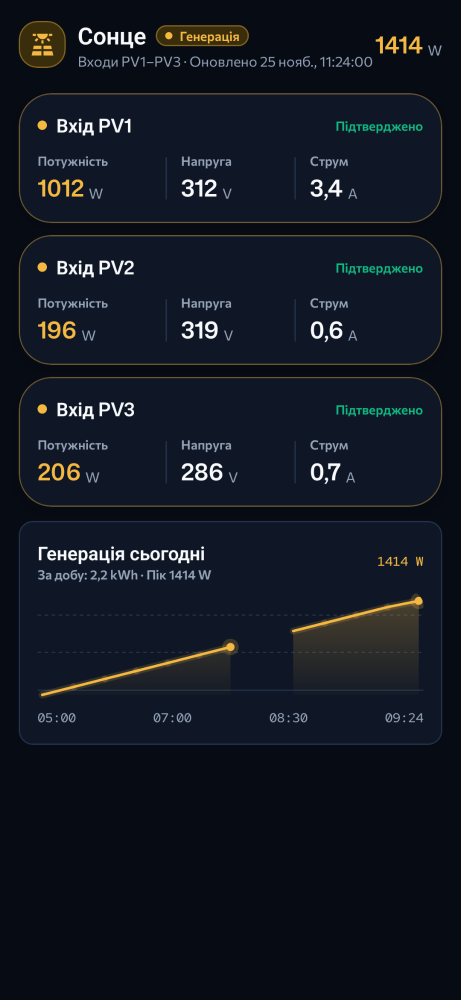 Сонце
Генерація
1414 W
Входи PV1–PV3 · Оновлено 25 нояб., 11:24:00
Вхід PV1
Підтверджено
Потужність Напруга Струм
1012 W 312 V 3,4 A
Вхід PV2
Підтверджено
Потужність Напруга Струм
196 W 319 V 0,6 A
Вхід PV3
Підтверджено
Потужність Напруга Струм
206 W 286 V 0,7 A
Генерація сьогодні
1414 W
За добу: 2,2 kWh · Пік 1414 W
05:00 07:00 08:30 09:24